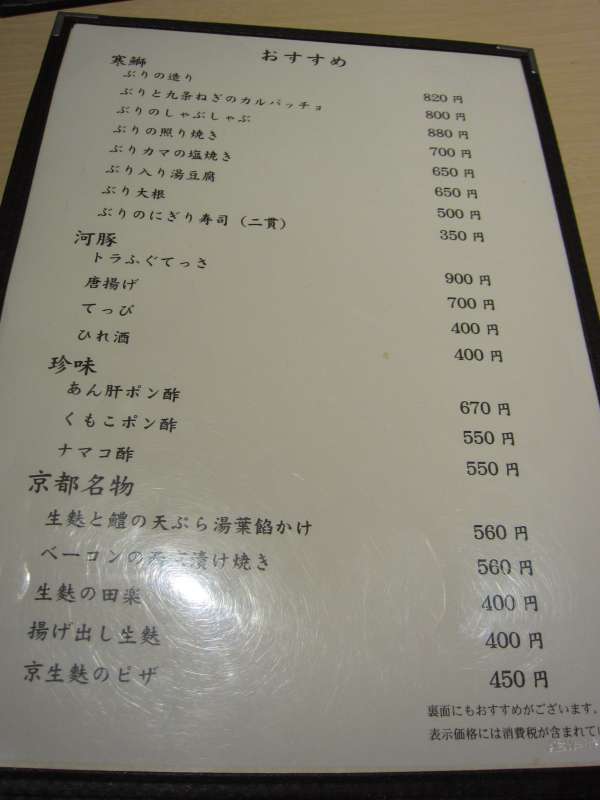 おすすめ
寒鰤
ぶりの造り 820円
ぶりと九条ねぎのカルパッチョ 800円
ぶりのしゃぶしゃぶ 880円
ぶりの照り焼き 700円
ぶりカマの塩焼き 650円
ぶり入り湯豆腐 650円
ぶり大根 500円
ぶりのにぎり寿司（二貫） 350円
河豚
トラふぐてっさ 900円
唐揚げ 700円
てっぴ 400円
ひれ酒 400円
珍味
あん肝ポン酢 670円
くもこポン酢 550円
ナマコ酢 550円
京都名物
生麩と鱧の天ぷら湯葉餡かけ 560円
ベーコンの 漬け焼き 560円
生麩の田楽 400円
揚げ出し生麩 400円
京生麩のピザ 450円
裏面にもおすすめがございます。
表示価格には消費税が含まれてい